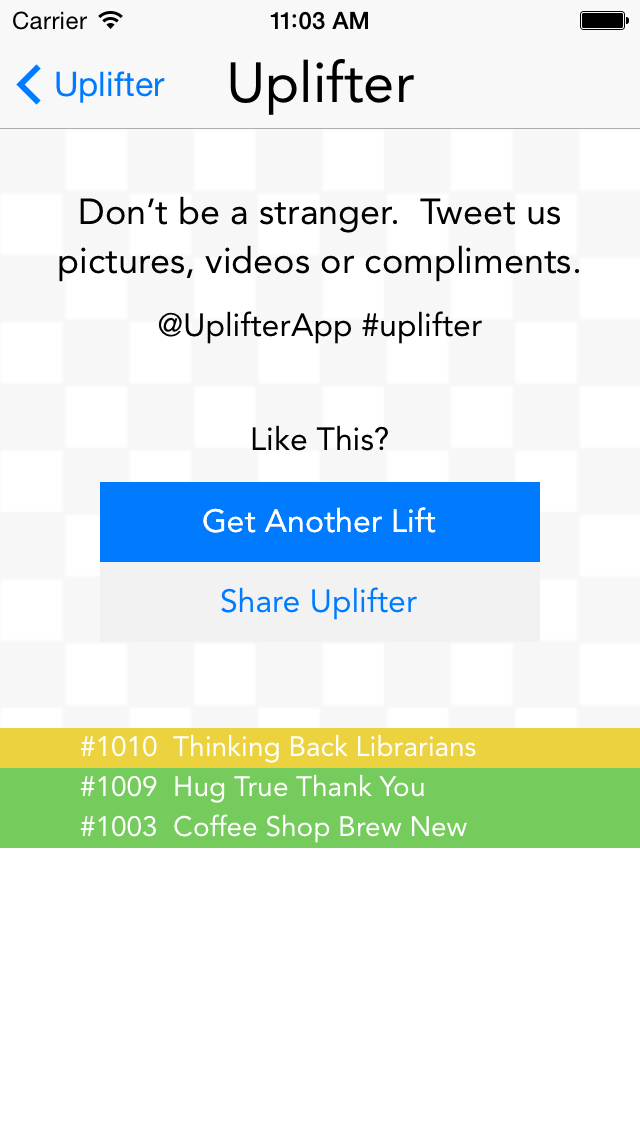 Carrier 11:03 AM
Uplifter Uplifter
Don’t be a stranger.  Tweet us
pictures, videos or compliments.
@UplifterApp #uplifter
Like This?
Get Another Lift
Share Uplifter
#1010  Thinking Back Librarians
#1009  Hug True Thank You
#1003  Coffee Shop Brew New